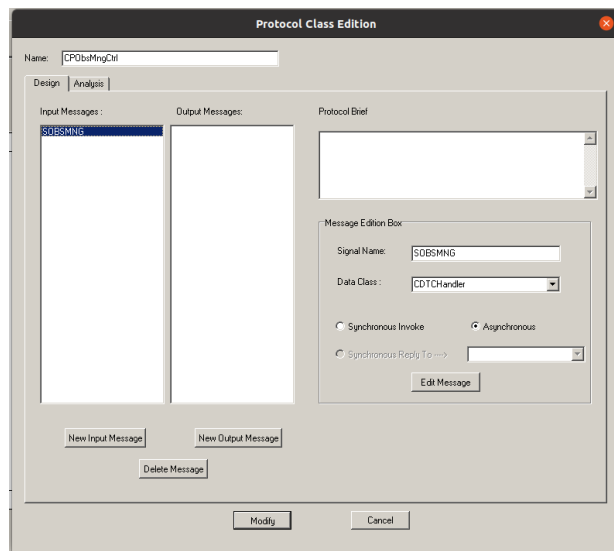 Protocol Class Edition
Name: CPObsMngCtrl
Design Analysis
Input Messages : Output Messages: Protocol Brief
SOBSMNG
Message Edition Box
Signal Name: SOBSMNG
Data Class : CDTCHandler
Synchronous Invoke Asynchronous
Synchronous Reply To --->
Edit Message
New Input Message New Output Message
Delete Message
Modify Cancel